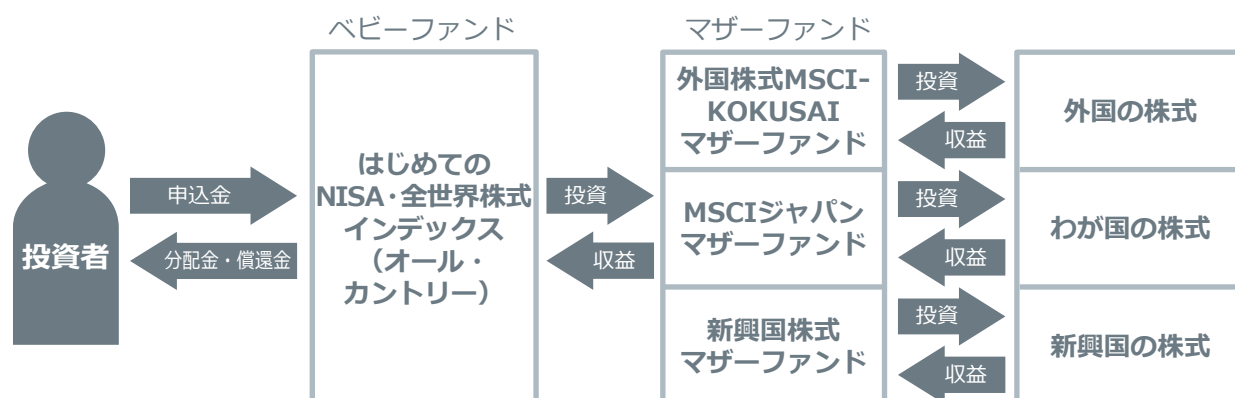 ベビーファンド
マザーファンド
投資者
申込金
分配金・償還金
はじめての
NISA・全世界株式
インデックス
（オール・
カントリー）
投資
収益
外国株式MSCI-
KOKUSAI
マザーファンド
投資
収益
外国の株式
MSCIジャパン
マザーファンド
投資
収益
わが国の株式
新興国株式
マザーファンド
投資
収益
新興国の株式